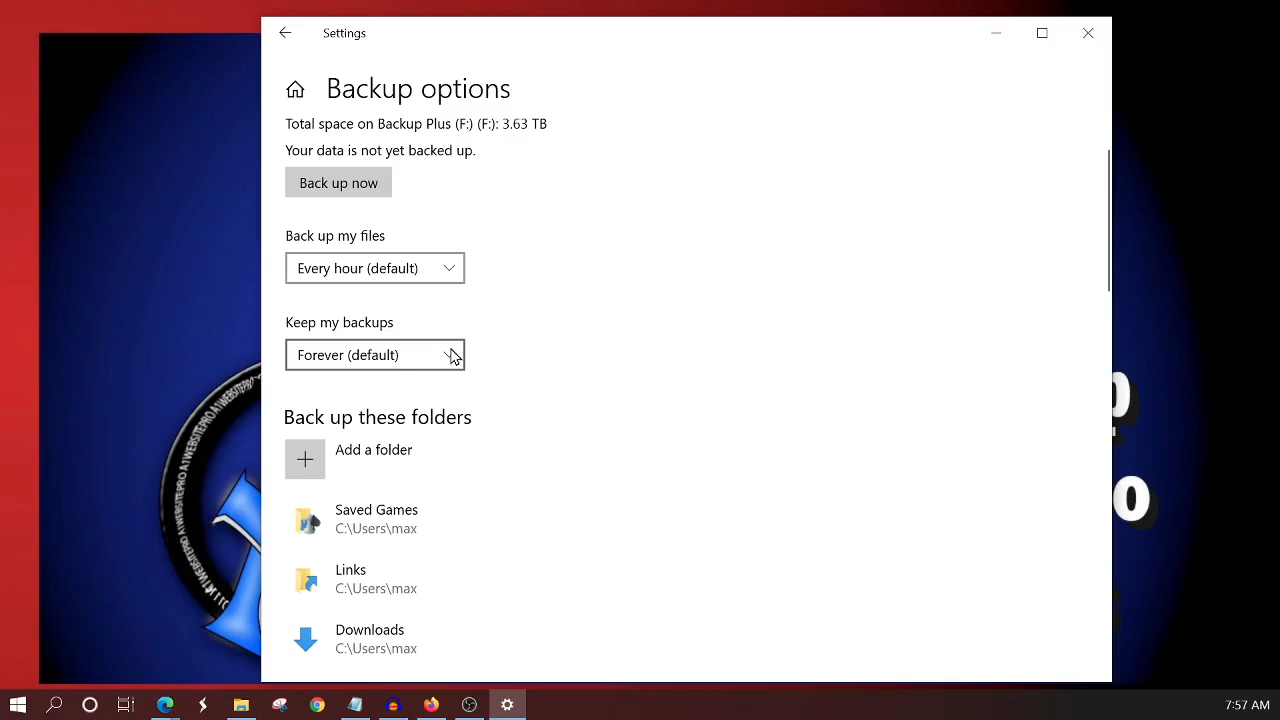 Settings
Backup options
Total space on Backup Plus (F:) (F:): 3.63 TB
Your data is not yet backed up.
Back up now
Back up my files
Every hour (default)
Keep my backups
Forever (default)
Back up these folders
Add a folder
Saved Games
C:\Users\max
Links
C:\Users\max
Downloads
C:\Users\max
7:57 AM